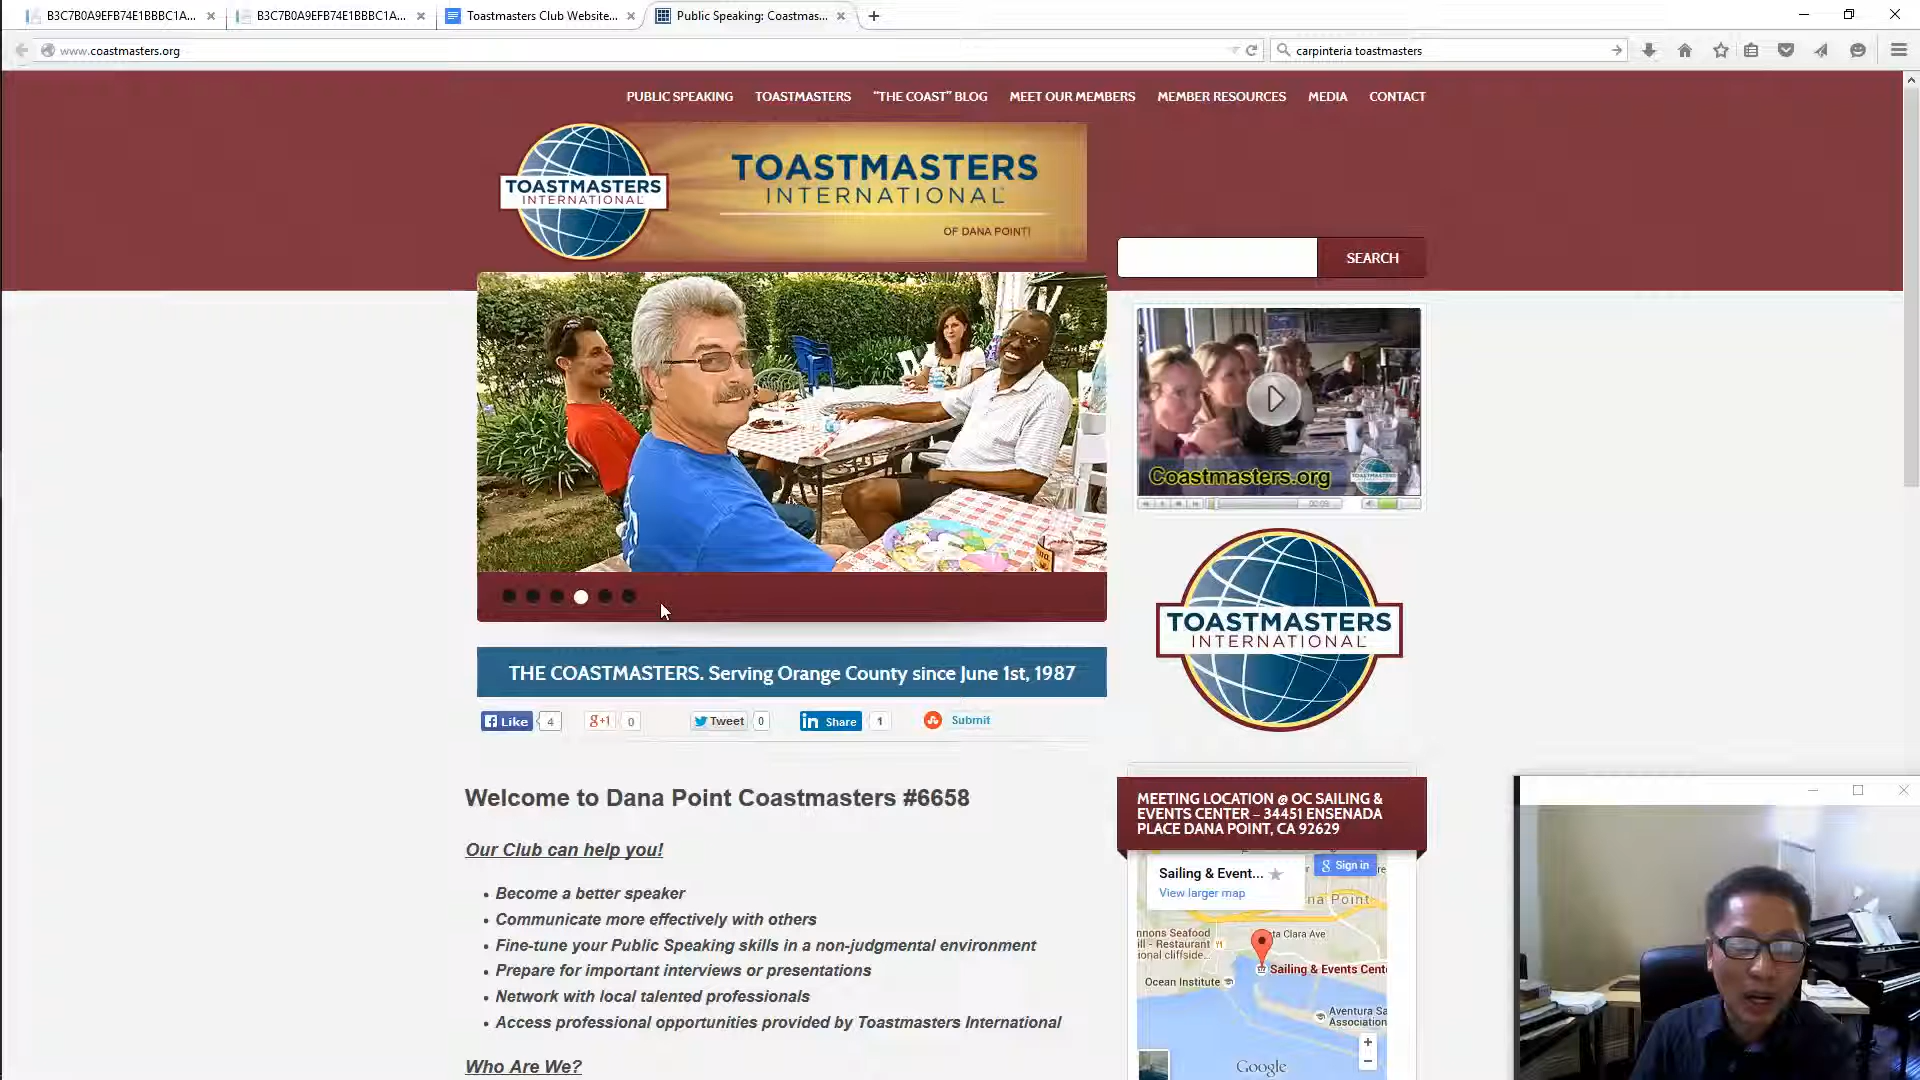 B3C7B0A9EFB74E1BBBC1A...
B3C7B0A9EFB74E1BBBC1A...
Toastmasters Club Website...
Public Speaking: Coastmas...
www.coastmasters.org
carpinteria toastmasters
PUBLIC SPEAKING
TOASTMASTERS
"THE COAST" BLOG
MEET OUR MEMBERS
MEMBER RESOURCES
MEDIA
CONTACT
TOASTMASTERS
INTERNATIONAL
TOASTMASTERS
INTERNATIONAL
OF DANA POINT!
SEARCH
Coastmasters.org
TOASTMASTERS
INTERNATIONAL
THE COASTMASTERS. Serving Orange County since June 1st, 1987
Like 4
g+1 0
Tweet 0
in Share 1
Submit
Welcome to Dana Point Coastmasters #6658
Our Club can help you!
• Become a better speaker
• Communicate more effectively with others
• Fine-tune your Public Speaking skills in a non-judgmental environment
• Prepare for important interviews or presentations
• Network with local talented professionals
• Access professional opportunities provided by Toastmasters International
Who Are We?
MEETING LOCATION @ OC SAILING &
EVENTS CENTER – 34451 ENSENADA
PLACE DANA POINT, CA 92629
Sailing & Event...
View larger map
Sign in
na Point
nnons Seafood
ill - Restaurant
ional cliffside...
ta Clara Ave
Sailing & Events Cente
Ocean Institute
Aventura Sa
Association
Google